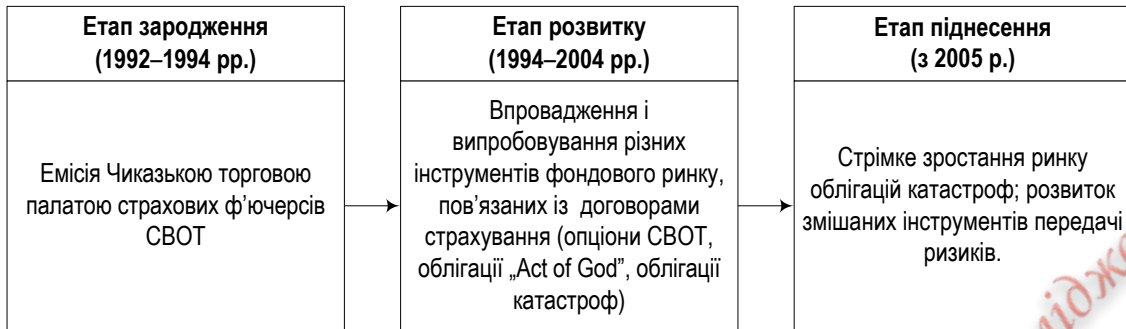 Етап зародження
(1992–1994 рр.)
Емісія Чиказькою торговою
палатою страхових ф’ючерсів
CBOT
Етап розвитку
(1994–2004 рр.)
Впровадження і
випробовування різних
інструментів фондового ринку,
пов’язаних із договорами
страхування (опціони CBOT,
облігації „Act of God”, облігації
катастроф)
Етап піднесення
(з 2005 р.)
Стрімке зростання ринку
облігацій катастроф; розвиток
змішаних інструментів передачі
ризиків.